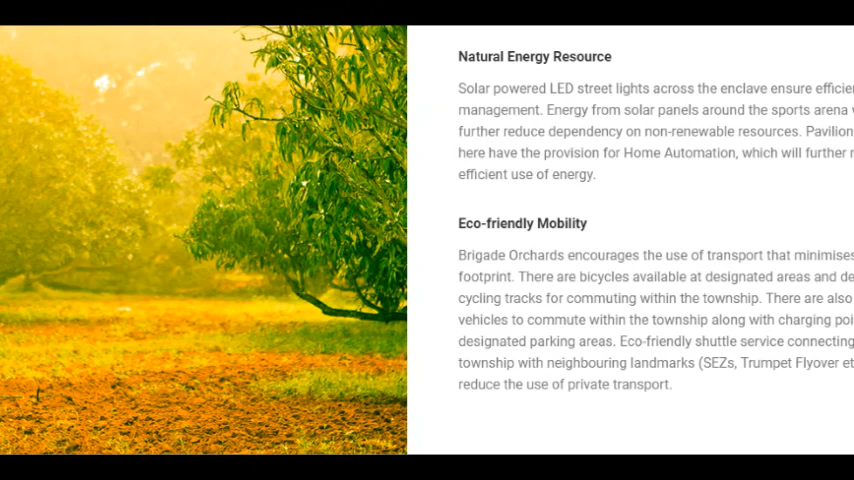 Natural Energy Resource
Solar powered LED street lights across the enclave ensure
management. Energy from solar panels around the sports arena
further reduce dependency on non-renewable resources. Pavilion
here have the provision for Home Automation, which will further
efficient use of energy.
Eco-friendly Mobility
Brigade Orchards encourages the use of transport that minimises
footprint. There are bicycles available at designated areas and
cycling tracks for commuting within the township. There are also
vehicles to commute within the township along with charging
designated parking areas. Eco-friendly shuttle service connecting
township with neighbouring landmarks (SEZs, Trumpet Flyover
reduce the use of private transport.